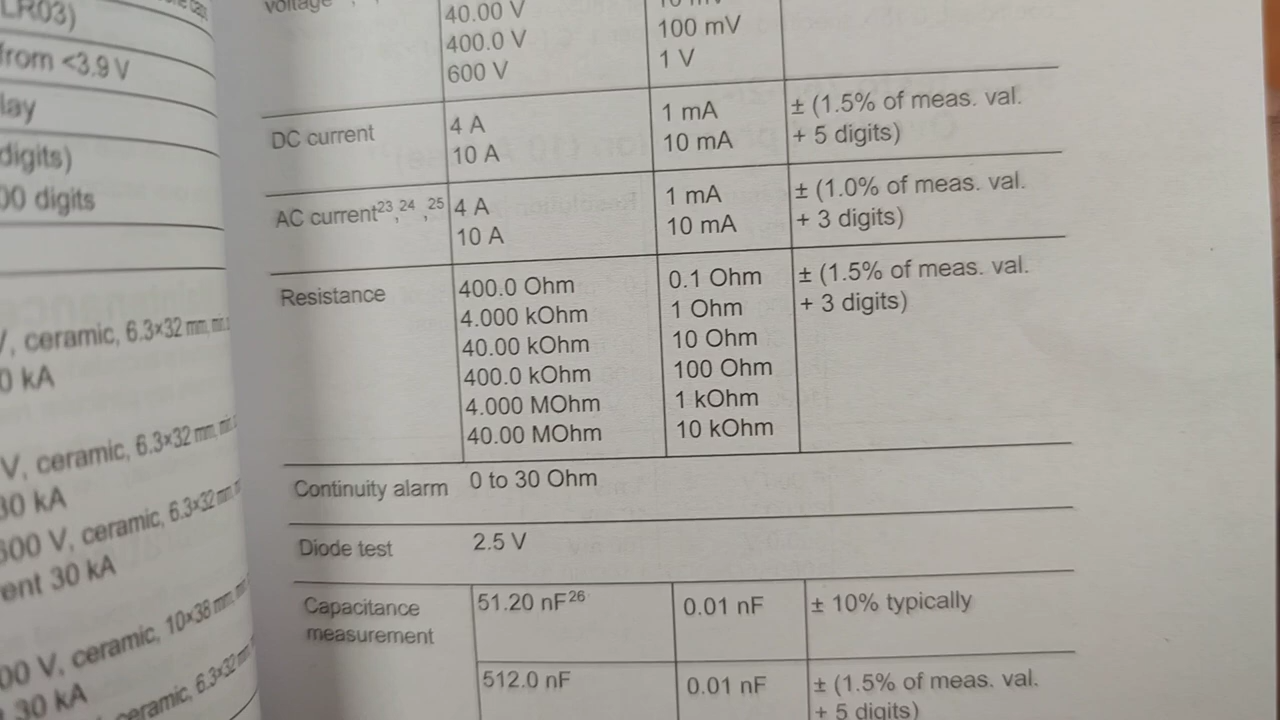 LR03)
from <3.9 V
lay
digits)
00 digits
V, ceramic, 6.3×32 mm,
0 kA
V, ceramic, 6.3×32 mm,
30 kA
600 V, ceramic, 6.3×32 mm,
ent 30 kA
00 V, ceramic, 10×38 mm,
30 kA
ceramic, 6.3×32 mm,
voltage
40.00 V
400.0 V 100 mV
600 V 1 V
DC current 4 A 1 mA ± (1.5% of meas. val.
10 A 10 mA + 5 digits)
AC current23,24 ,25 4 A 1 mA ± (1.0% of meas. val.
10 A 10 mA + 3 digits)
Resistance 400.0 Ohm 0.1 Ohm ± (1.5% of meas. val.
4.000 kOhm 1 Ohm + 3 digits)
40.00 kOhm 10 Ohm
400.0 kOhm 100 Ohm
4.000 MOhm 1 kOhm
40.00 MOhm 10 kOhm
Continuity alarm 0 to 30 Ohm
Diode test 2.5 V
Capacitance 51.20 nF26 0.01 nF ± 10% typically
measurement
512.0 nF 0.01 nF ± (1.5% of meas. val.
+ 5 digits)